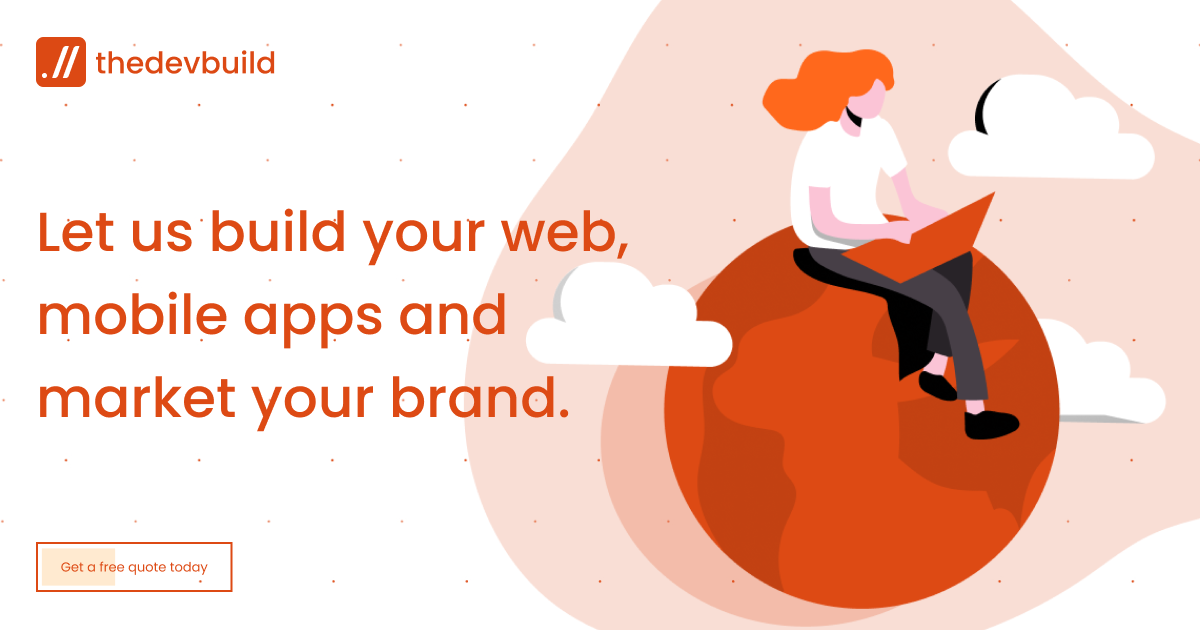 .// thedevbuild
Let us build your web,
mobile apps and
market your brand.
Get a free quote today